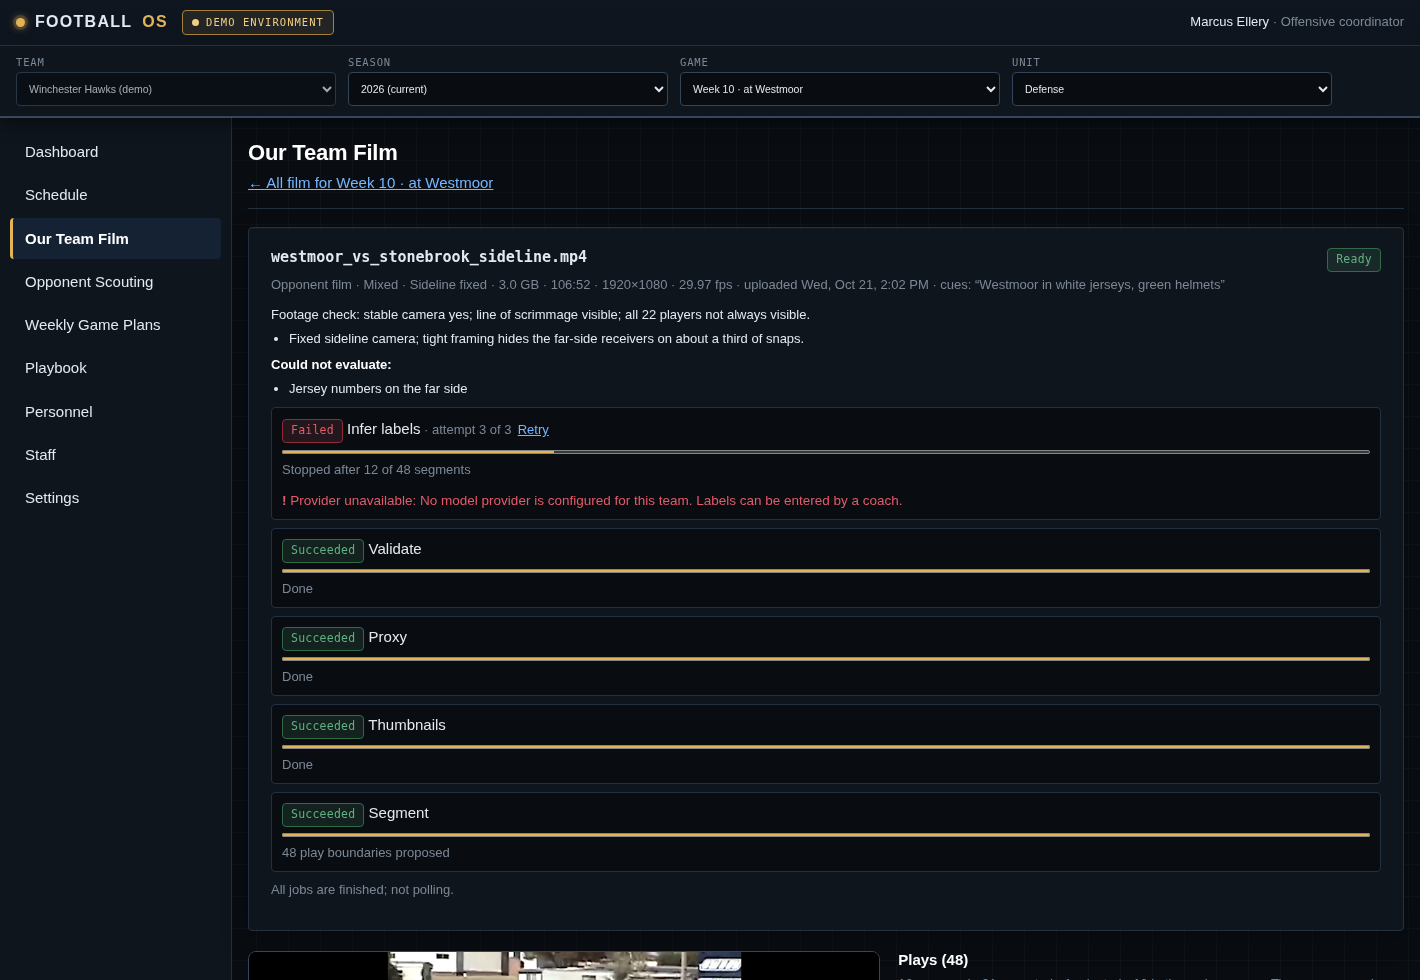 FOOTBALL OS
DEMO ENVIRONMENT
Marcus Ellery · Offensive coordinator
TEAM
Winchester Hawks (demo)
SEASON
2026 (current)
GAME
Week 10 · at Westmoor
UNIT
Defense
Dashboard
Schedule
Our Team Film
Opponent Scouting
Weekly Game Plans
Playbook
Personnel
Staff
Settings
Our Team Film
← All film for Week 10 · at Westmoor
westmoor_vs_stonebrook_sideline.mp4
Ready
Opponent film · Mixed · Sideline fixed · 3.0 GB · 106:52 · 1920×1080 · 29.97 fps · uploaded Wed, Oct 21, 2:02 PM · cues: “Westmoor in white jerseys, green helmets”
Footage check: stable camera yes; line of scrimmage visible; all 22 players not always visible.
• Fixed sideline camera; tight framing hides the far-side receivers on about a third of snaps.
Could not evaluate:
• Jersey numbers on the far side
Failed Infer labels · attempt 3 of 3 Retry
Stopped after 12 of 48 segments
! Provider unavailable: No model provider is configured for this team. Labels can be entered by a coach.
Succeeded Validate
Done
Succeeded Proxy
Done
Succeeded Thumbnails
Done
Succeeded Segment
48 play boundaries proposed
All jobs are finished; not polling.
Plays (48)